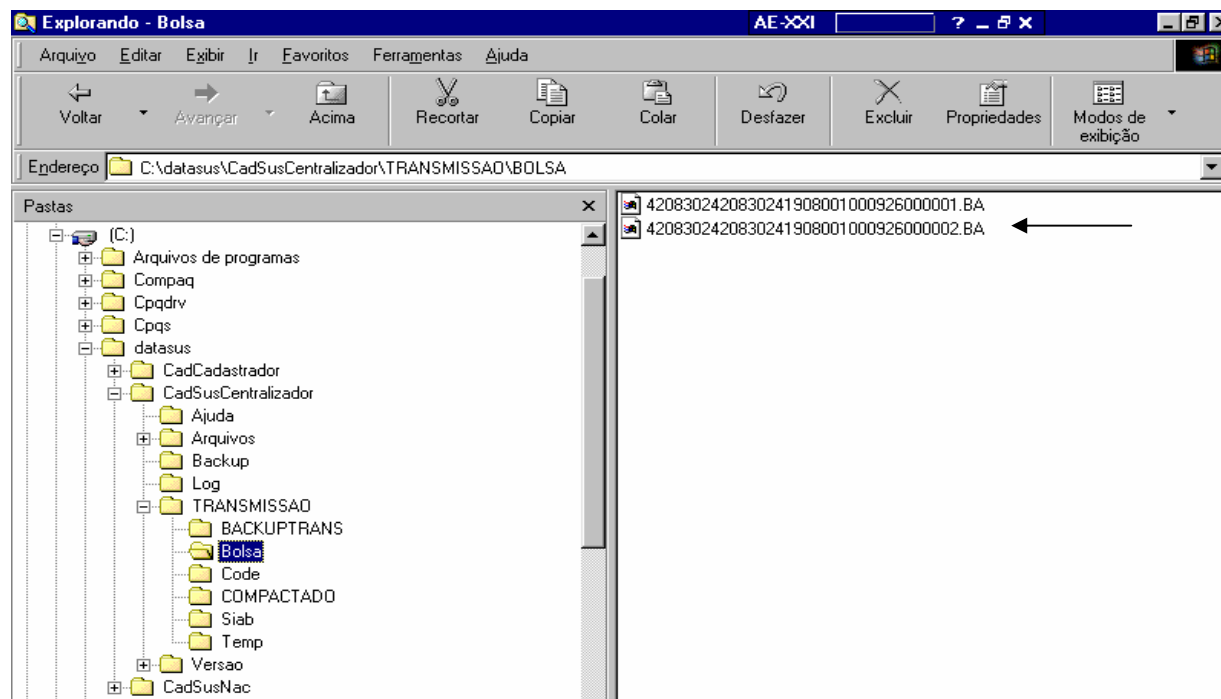 Explorando - Bolsa AE-XXI ?
Arquivo Editar Exibir Ir Favoritos Ferramentas Ajuda
Voltar Avançar Acima Recortar Copiar Colar Desfazer Excluir Propriedades Modos de exibição
Endereço C:\datasus\CadSusCentralizador\TRANSMISSAO\BOLSA
Pastas
(C:)
Arquivos de programas
Compaq
Cpqdrv
Cpqs
datasus
CadCadastrador
CadSusCentralizador
Ajuda
Arquivos
Backup
Log
TRANSMISSAO
BACKUPTRANS
Bolsa
Code
COMPACTADO
Siab
Temp
Versao
CadSusNac
4208302420830241908001000926000001.BA
4208302420830241908001000926000002.BA